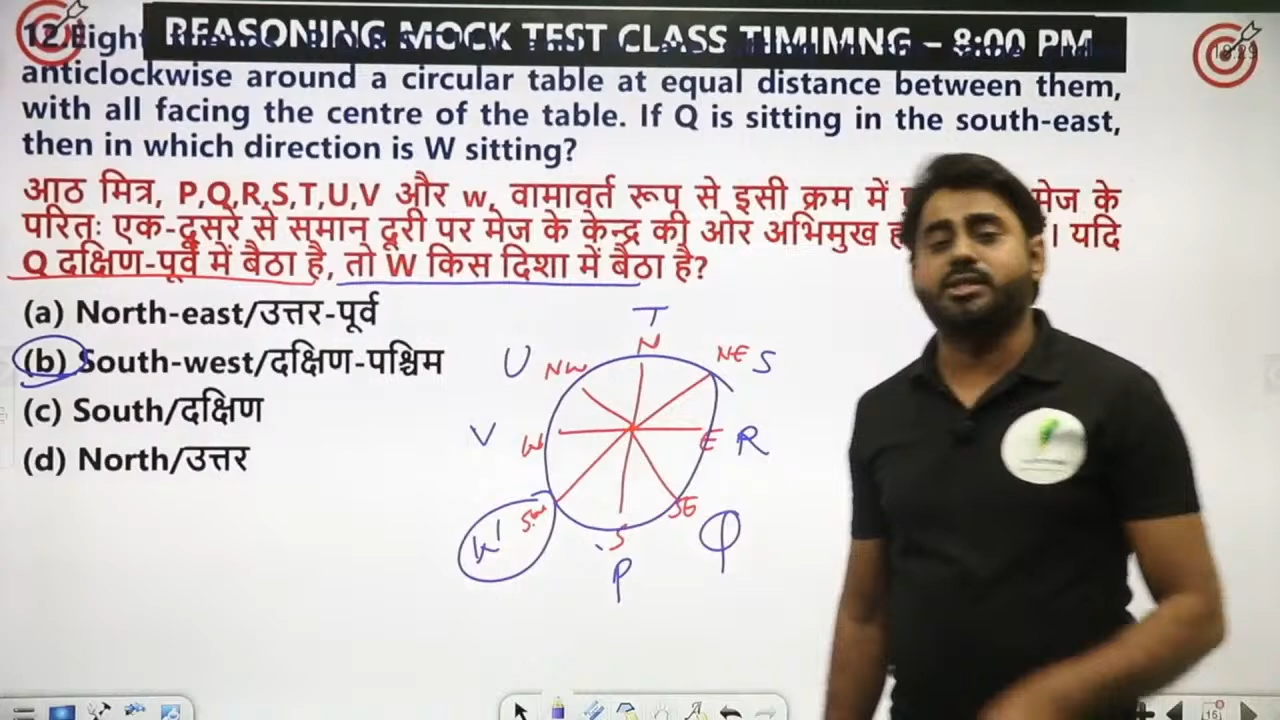 REASONING MOCK TEST CLASS TIMIMNG – 8:00 PM
12.Eight
anticlockwise around a circular table at equal distance between them,
with all facing the centre of the table. If Q is sitting in the south-east,
then in which direction is W sitting?
आठ मित्र, P,Q,R,S,T,U,V और w, वामावर्त रूप से इसी क्रम में मेज के
परितः एक-दूसरे से समान दूरी पर मेज के केन्द्र की ओर अभिमुख । यदि
Q दक्षिण-पूर्व में बैठा है, तो W किस दिशा में बैठा है?
(a) North-east/उत्तर-पूर्व
(b) South-west/दक्षिण-पश्चिम
(c) South/दक्षिण
(d) North/उत्तर
T
N
U NW NE S
V W E R
W SW SE Q
S
P